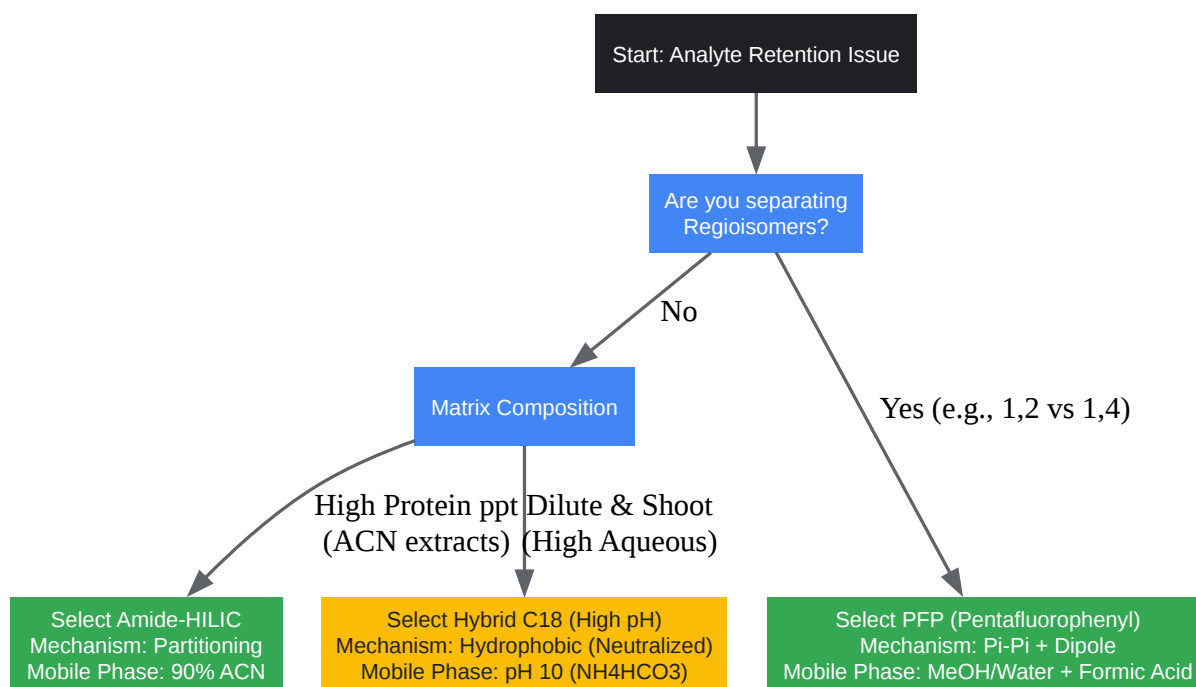 Start: Analyte Retention Issue
Are you separating
Regioisomers?
No
Yes (e.g., 1,2 vs 1,4)
Matrix Composition
High Protein ppt
(ACN extracts)
Dilute & Shoot
(High Aqueous)
Select Amide-HILIC
Mechanism: Partitioning
Mobile Phase: 90% ACN
Select Hybrid C18 (High pH)
Mechanism: Hydrophobic (Neutralized)
Mobile Phase: pH 10 (NH4HCO3)
Select PFP (Pentafluorophenyl)
Mechanism: Pi-Pi + Dipole
Mobile Phase: MeOH/Water + Formic Acid